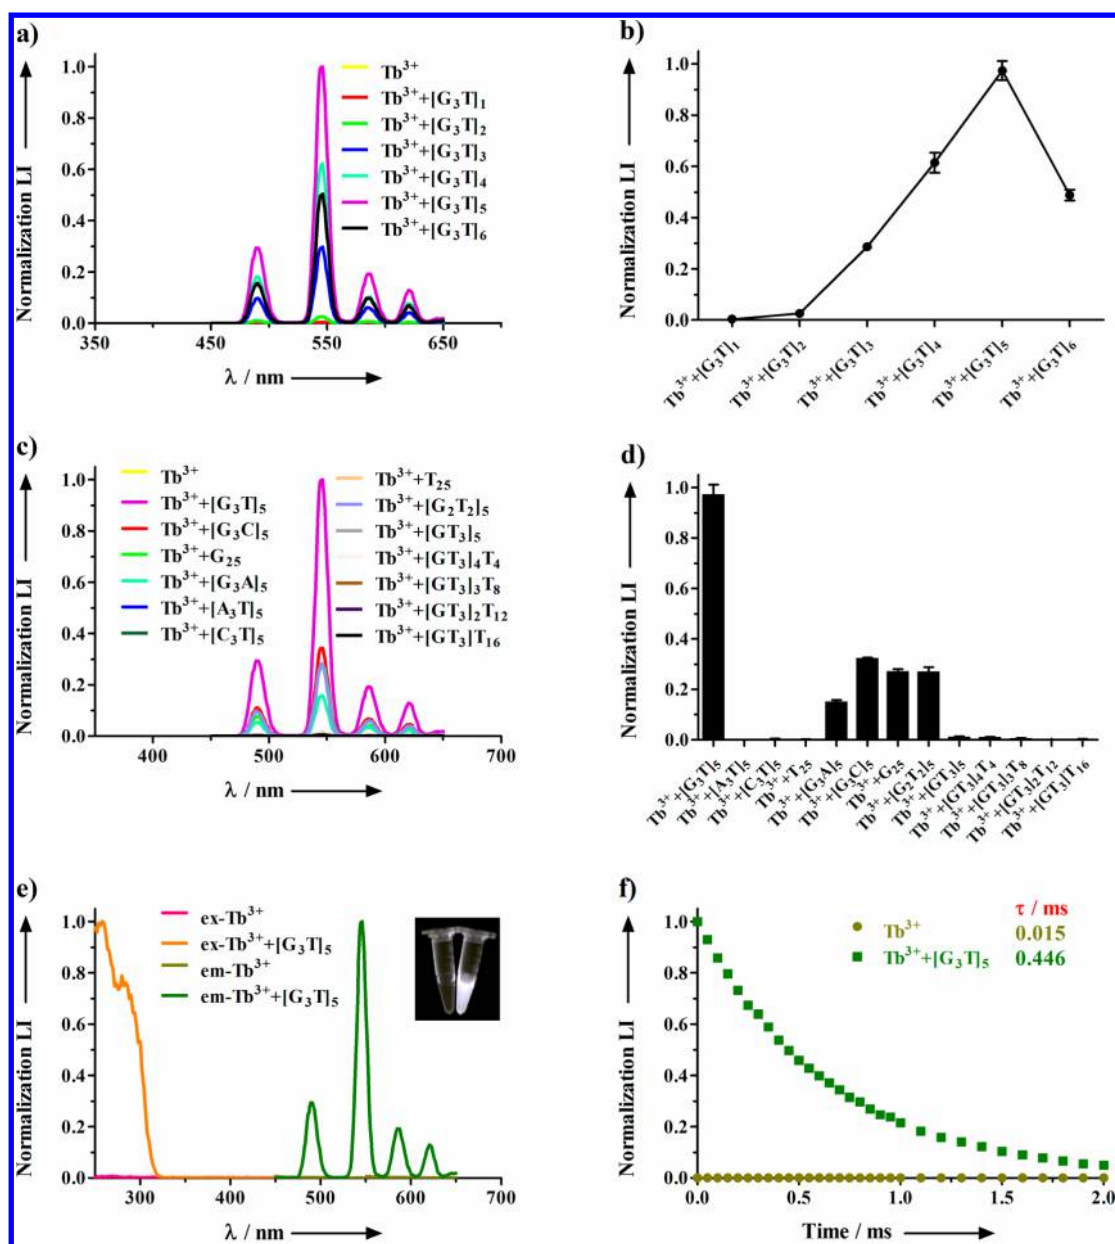 a)
Normalization LI
1.0
0.8
0.6
0.4
0.2
0.0
350
450
550
650
λ / nm
Tb³⁺
Tb³⁺+[G₃T]₁
Tb³⁺+[G₃T]₂
Tb³⁺+[G₃T]₃
Tb³⁺+[G₃T]₄
Tb³⁺+[G₃T]₅
Tb³⁺+[G₃T]₆
b)
Normalization LI
1.0
0.8
0.6
0.4
0.2
0.0
Tb³⁺+[G₃T]₁
Tb³⁺+[G₃T]₂
Tb³⁺+[G₃T]₃
Tb³⁺+[G₃T]₄
Tb³⁺+[G₃T]₅
Tb³⁺+[G₃T]₆
c)
Normalization LI
1.0
0.8
0.6
0.4
0.2
0.0
400
500
600
700
λ / nm
Tb³⁺
Tb³⁺+[G₃T]₅
Tb³⁺+[G₃C]₅
Tb³⁺+G₂₅
Tb³⁺+[G₃A]₅
Tb³⁺+[A₃T]₅
Tb³⁺+[C₃T]₅
Tb³⁺+T₂₅
Tb³⁺+[G₂T₂]₅
Tb³⁺+[GT₃]₅
Tb³⁺+[GT₃]₄T₄
Tb³⁺+[GT₃]₃T₈
Tb³⁺+[GT₃]₂T₁₂
Tb³⁺+[GT₃]T₁₆
d)
Normalization LI
1.0
0.8
0.6
0.4
0.2
0.0
Tb³⁺+[G₃T]₅
Tb³⁺+[A₃T]₅
Tb³⁺+[C₃T]₅
Tb³⁺+T₂₅
Tb³⁺+[G₃A]₅
Tb³⁺+[G₃C]₅
Tb³⁺+G₂₅
Tb³⁺+[G₂T₂]₅
Tb³⁺+[GT₃]₅
Tb³⁺+[GT₃]₄T₄
Tb³⁺+[GT₃]₃T₈
Tb³⁺+[GT₃]₂T₁₂
Tb³⁺+[GT₃]T₁₆
e)
Normalization LI
1.0
0.8
0.6
0.4
0.2
0.0
300
400
500
600
700
λ / nm
ex-Tb³⁺
ex-Tb³⁺+[G₃T]₅
em-Tb³⁺
em-Tb³⁺+[G₃T]₅
f)
Normalization LI
1.0
0.8
0.6
0.4
0.2
0.0
0.0
0.5
1.0
1.5
2.0
Time / ms
τ / ms
Tb³⁺ 0.015
Tb³⁺+[G₃T]₅ 0.446